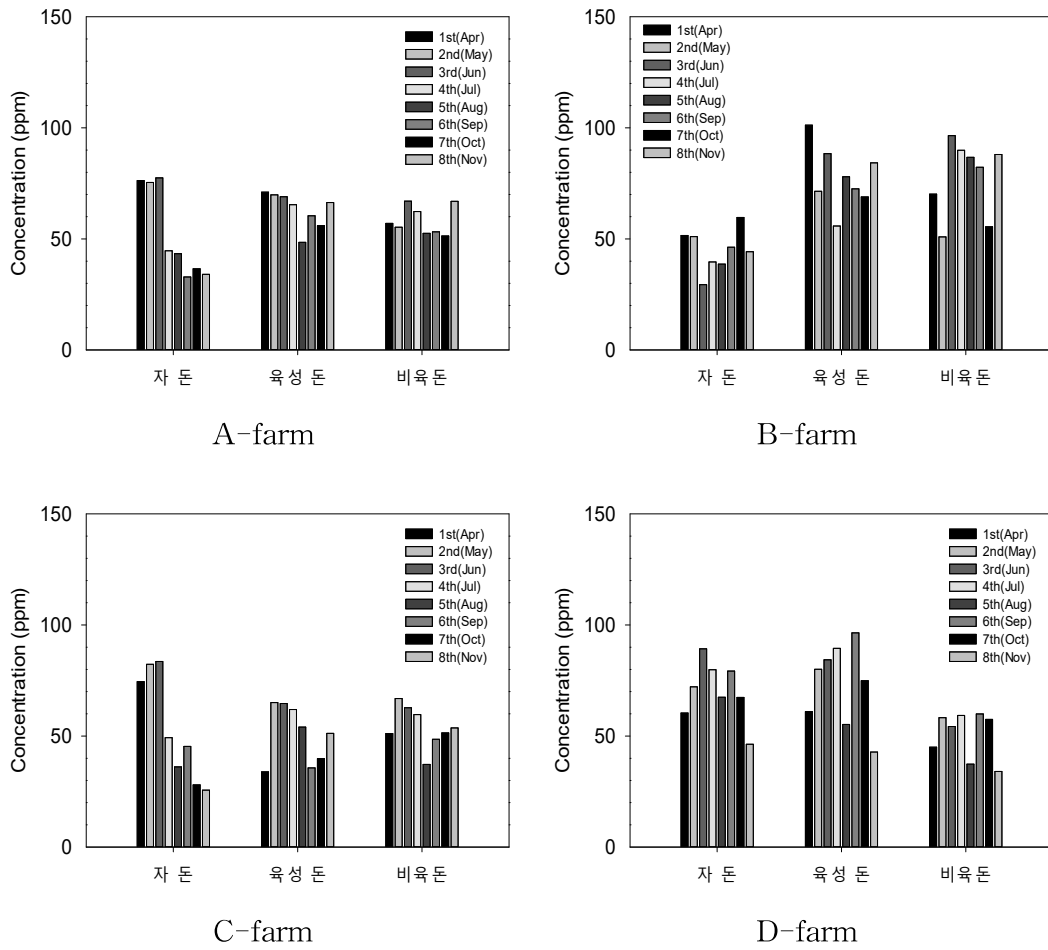 150
100
50
0
Concentration (ppm)
1st(Apr)
2nd(May)
3rd(Jun)
4th(Jul)
5th(Aug)
6th(Sep)
7th(Oct)
8th(Nov)
자 돈
육성 돈
비육돈
A-farm
150
100
50
0
Concentration (ppm)
1st(Apr)
2nd(May)
3rd(Jun)
4th(Jul)
5th(Aug)
6th(Sep)
7th(Oct)
8th(Nov)
자 돈
육성 돈
비육돈
B-farm
150
100
50
0
Concentration (ppm)
1st(Apr)
2nd(May)
3rd(Jun)
4th(Jul)
5th(Aug)
6th(Sep)
7th(Oct)
8th(Nov)
자 돈
육성 돈
비육돈
C-farm
150
100
50
0
Concentration (ppm)
1st(Apr)
2nd(May)
3rd(Jun)
4th(Jul)
5th(Aug)
6th(Sep)
7th(Oct)
8th(Nov)
자 돈
육성 돈
비육돈
D-farm